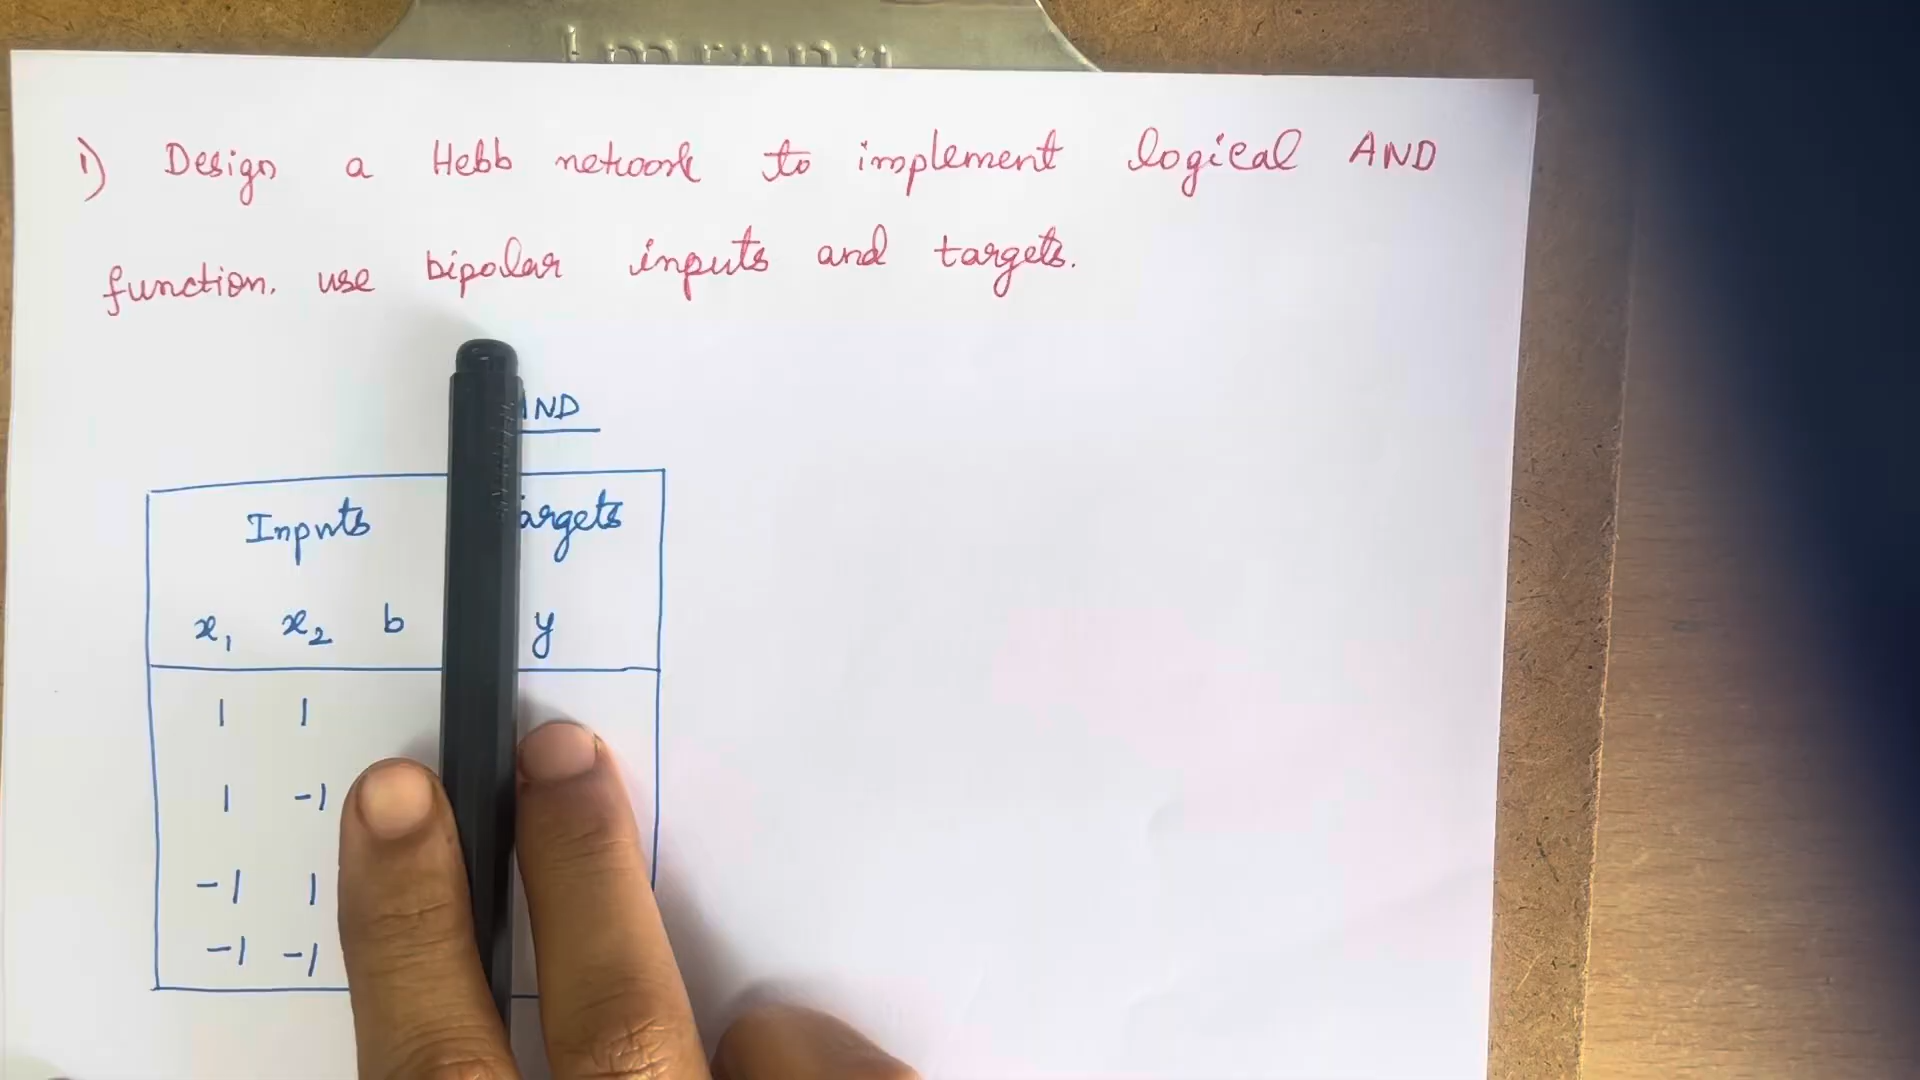 1) Design a Hebb network to implement logical AND
function. use bipolar inputs and targets.
AND
Inputs argets
x₁ x₂ b y
1 1
1 -1
-1 1
-1 -1